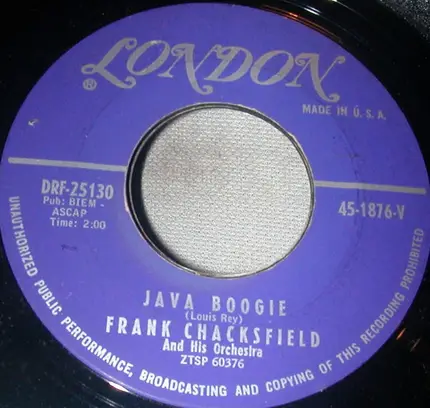 LONDON
®
MADE IN U.S.A.
DRF-25130
Pub: BIEM -
ASCAP
Time: 2:00
45-1876-V
JAVA BOOGIE
(Louis Rey)
FRANK CHACKSFIELD
And His Orchestra
ZTSP 60376
UNAUTHORIZED PUBLIC PERFORMANCE, BROADCASTING AND COPYING OF THIS RECORDING PROHIBITED